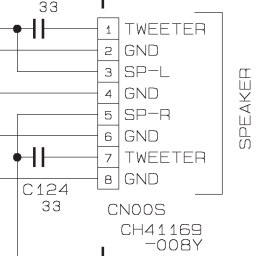 33
1 TWEETER
2 GND
3 SP-L
4 GND
5 SP-R
6 GND
7 TWEETER
8 GND
SPEAKER
C124
33
CN00S
CH41169
-008Y